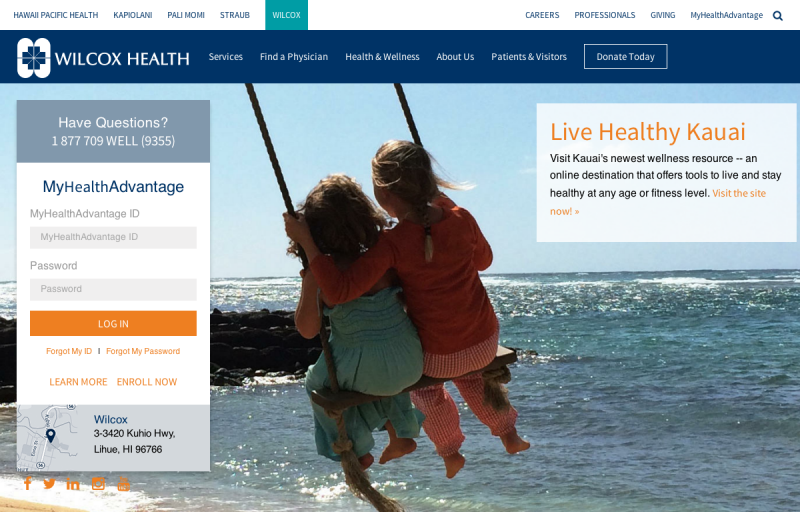 HAWAII PACIFIC HEALTH KAPIOLANI PALI MOMI STRAUB WILCOX CAREERS PROFESSIONALS GIVING MyHealthAdvantage
WILCOX HEALTH Services Find a Physician Health & Wellness About Us Patients & Visitors Donate Today
Have Questions?
1 877 709 WELL (9355)
MyHealthAdvantage
MyHealthAdvantage ID
MyHealthAdvantage ID
Password
Password
LOG IN
Forgot My ID | Forgot My Password
LEARN MORE ENROLL NOW
Wilcox
3-3420 Kuhio Hwy,
Lihue, HI 96766
Live Healthy Kauai
Visit Kauai's newest wellness resource -- an
online destination that offers tools to live and stay
healthy at any age or fitness level. Visit the site
now! »